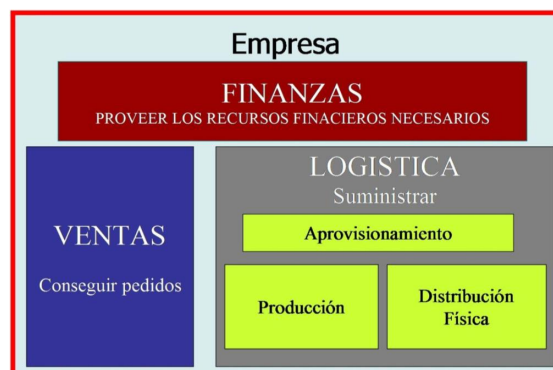 Empresa
FINANZAS
PROVEER LOS RECURSOS FINACIEROS NECESARIOS
VENTAS
Conseguir pedidos
LOGISTICA
Suministrar
Aprovisionamiento
Producción
Distribución
Física